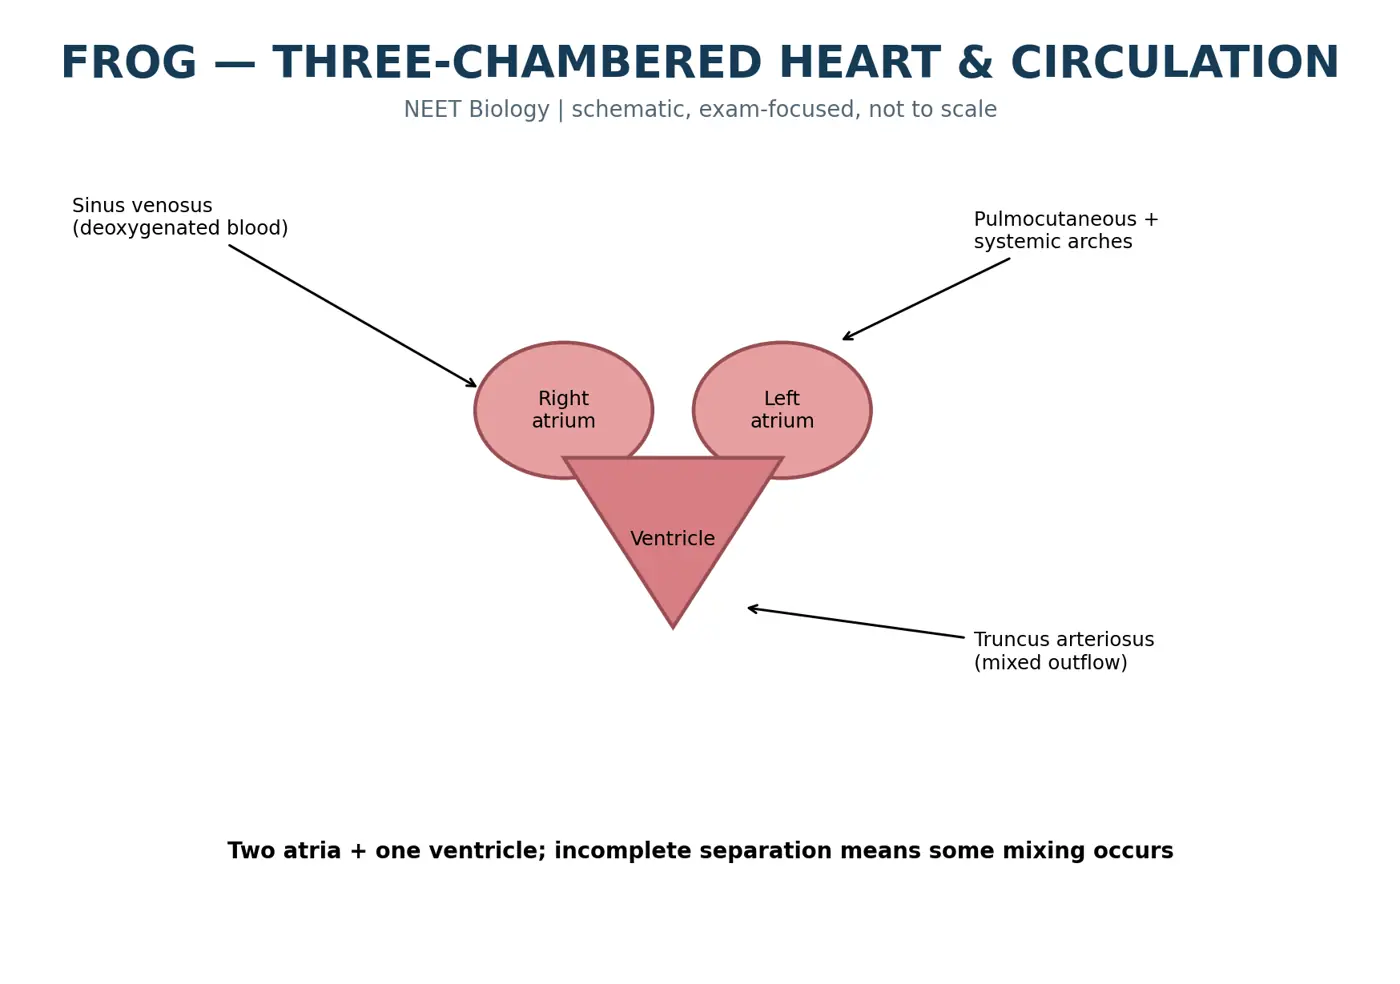 FROG — THREE-CHAMBERED HEART & CIRCULATION
NEET Biology | schematic, exam-focused, not to scale
Sinus venosus
(deoxygenated blood)
Pulmocutaneous +
systemic arches
Right
atrium
Left
atrium
Ventricle
Truncus arteriosus
(mixed outflow)
Two atria + one ventricle; incomplete separation means some mixing occurs